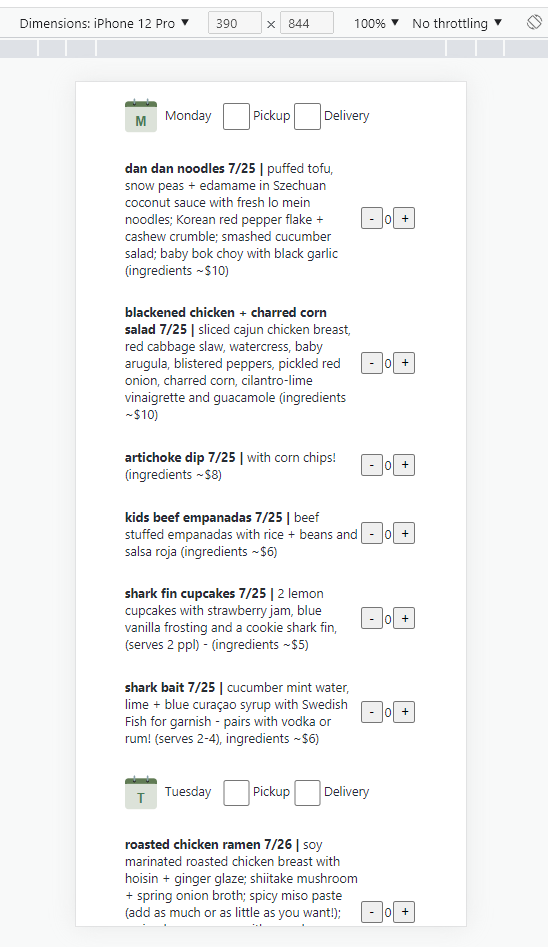 Dimensions: iPhone 12 Pro ▼ 390 x 844 100% ▼ No throttling ▼
M Monday Pickup Delivery
dan dan noodles 7/25 | puffed tofu,
snow peas + edamame in Szechuan
coconut sauce with fresh lo mein
noodles; Korean red pepper flake +
cashew crumble; smashed cucumber
salad; baby bok choy with black garlic
(ingredients ~$10)
- 0 +
blackened chicken + charred corn
salad 7/25 | sliced cajun chicken breast,
red cabbage slaw, watercress, baby
arugula, blistered peppers, pickled red
onion, charred corn, cilantro-lime
vinaigrette and guacamole (ingredients
~$10)
- 0 +
artichoke dip 7/25 | with corn chips!
(ingredients ~$8)
- 0 +
kids beef empanadas 7/25 | beef
stuffed empanadas with rice + beans and
salsa roja (ingredients ~$6)
- 0 +
shark fin cupcakes 7/25 | 2 lemon
cupcakes with strawberry jam, blue
vanilla frosting and a cookie shark fin,
(serves 2 ppl) - (ingredients ~$5)
- 0 +
shark bait 7/25 | cucumber mint water,
lime + blue curaçao syrup with Swedish
Fish for garnish - pairs with vodka or
rum! (serves 2-4), ingredients ~$6)
- 0 +
T Tuesday Pickup Delivery
roasted chicken ramen 7/26 | soy
marinated roasted chicken breast with
hoisin + ginger glaze; shiitake mushroom
+ spring onion broth; spicy miso paste
(add as much or as little as you want!);
- 0 +